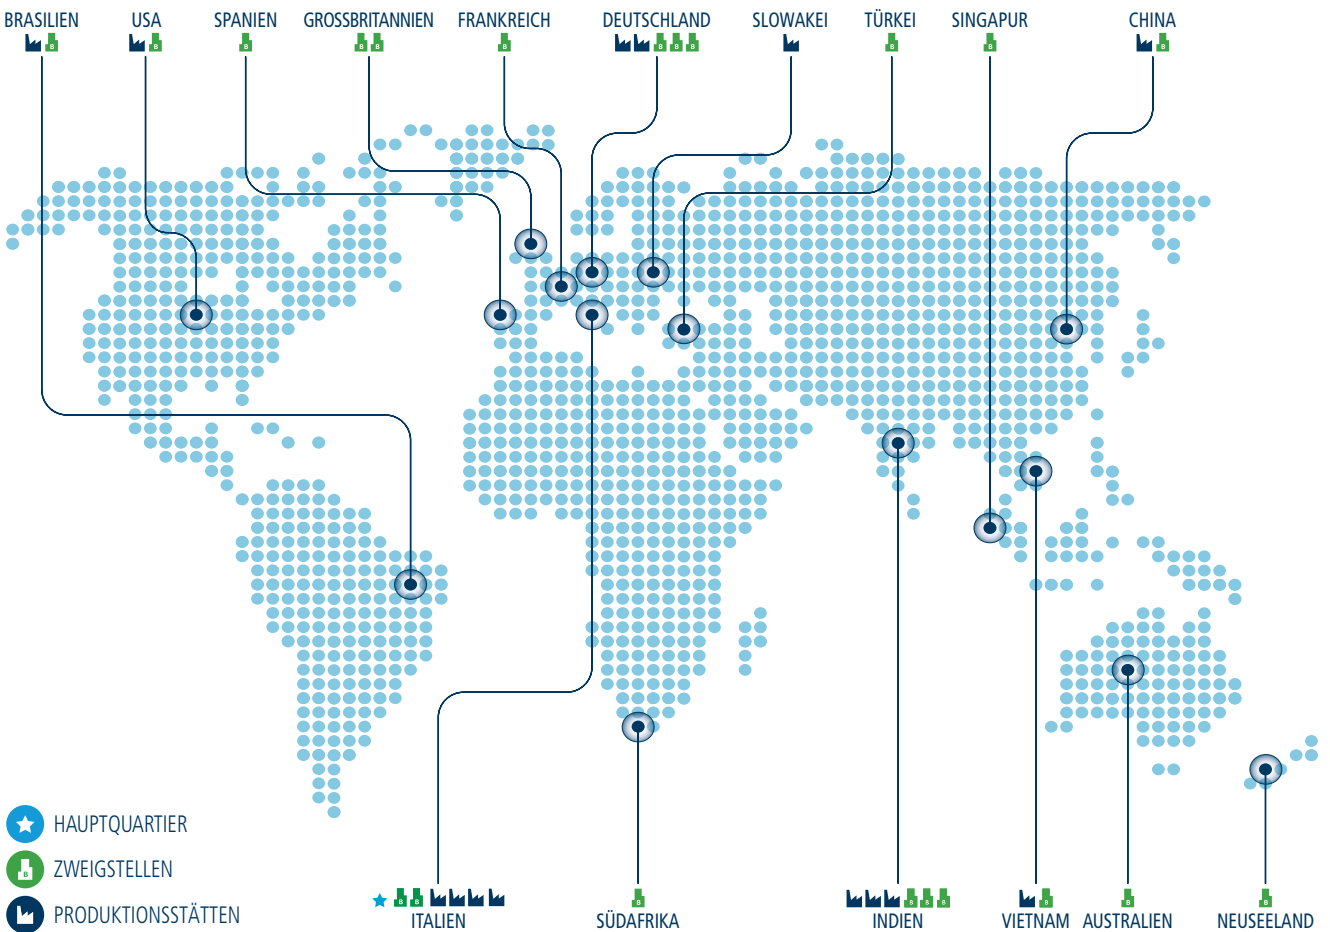 BRASILIEN USA SPANIEN GROSSBRITANNIEN FRANKREICH DEUTSCHLAND SLOWAKEI TÜRKEI SINGAPUR CHINA
B B B B B B B B B B B B
HAUPTQUARTIER
B ZWEIGSTELLEN
PRODUKTIONSSTÄTTEN
B B B B B B B B B
ITALIEN SÜDAFRIKA INDIEN VIETNAM AUSTRALIEN NEUSEELAND